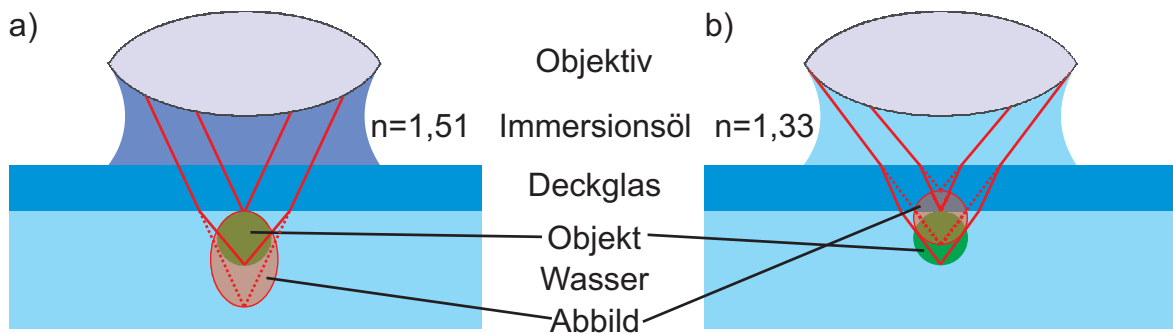 a)
b)
Objektiv
n=1,51 Immersionsöl n=1,33
Deckglas
Objekt
Wasser
Abbild